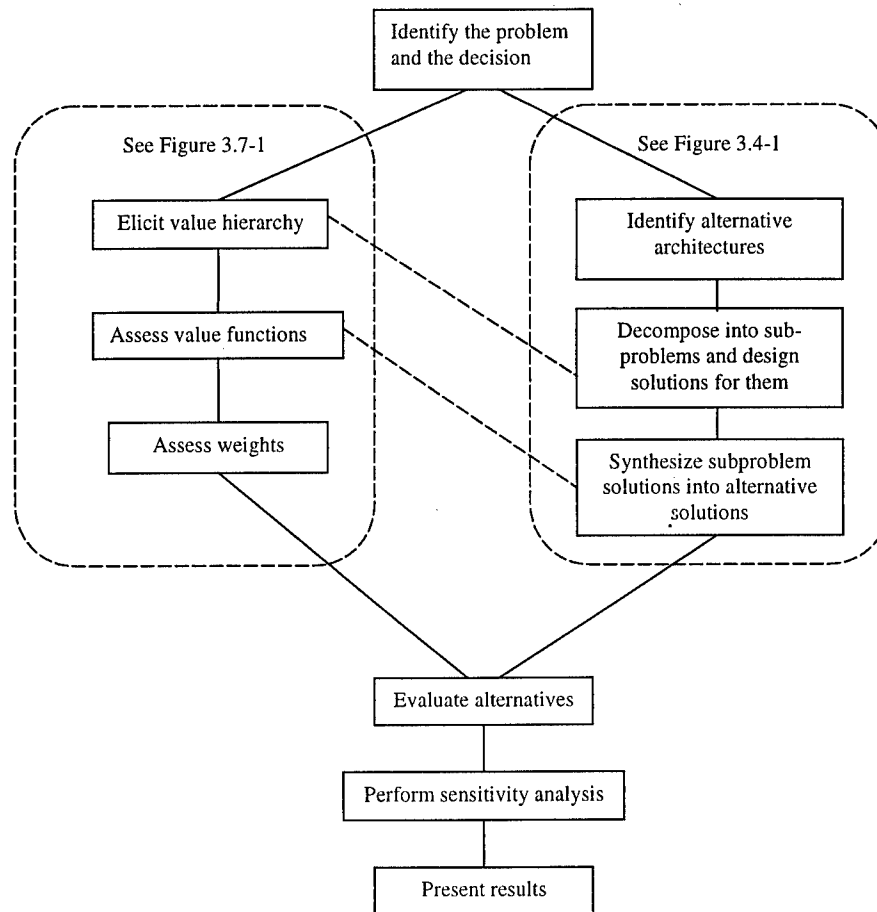 Identify the problem
and the decision
See Figure 3.7-1
Elicit value hierarchy
Assess value functions
Assess weights
See Figure 3.4-1
Identify alternative
architectures
Decompose into sub-
problems and design
solutions for them
Synthesize subproblem
solutions into alternative
solutions
Evaluate alternatives
Perform sensitivity analysis
Present results